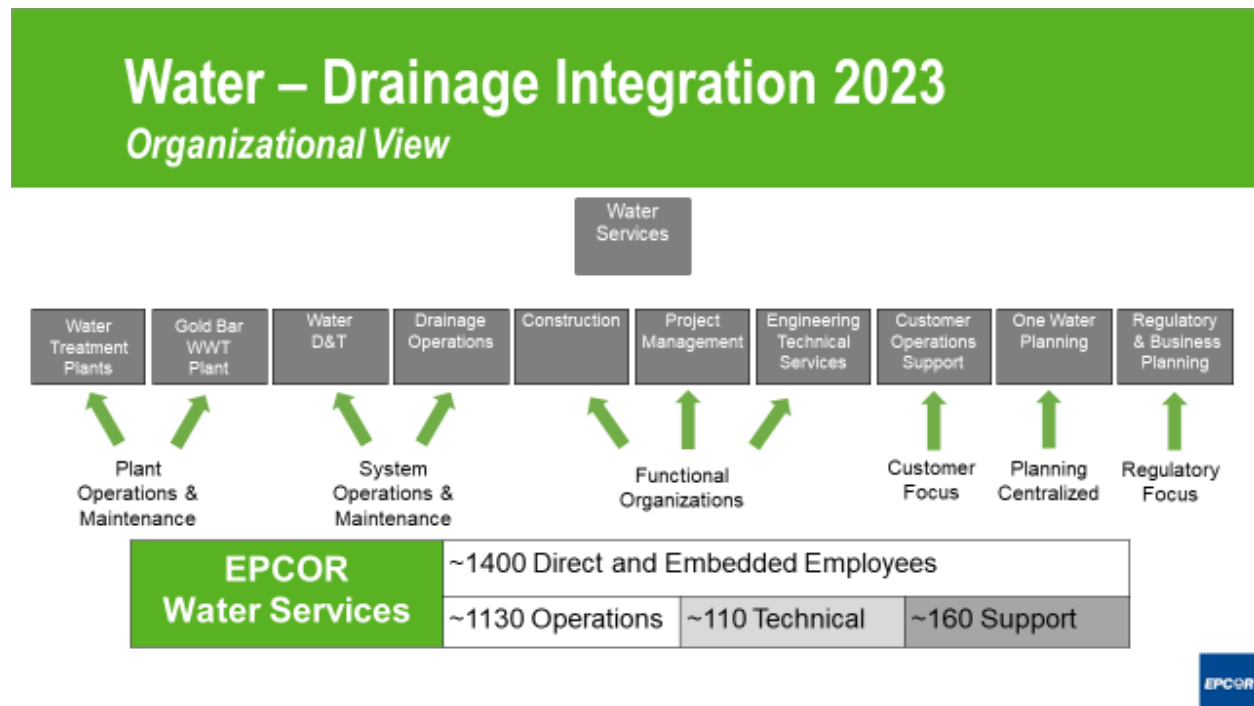 Water – Drainage Integration 2023
Organizational View
Water
Services
Water
Treatment
Plants
Gold Bar
WWT
Plant
Water
D&T
Drainage
Operations
Construction
Project
Management
Engineering
Technical
Services
Customer
Operations
Support
One Water
Planning
Regulatory
& Business
Planning
Plant
Operations &
Maintenance
System
Operations &
Maintenance
Functional
Organizations
Customer
Focus
Planning
Centralized
Regulatory
Focus
EPCOR
Water Services
~1400 Direct and Embedded Employees
~1130 Operations
~110 Technical
~160 Support
EPCOR